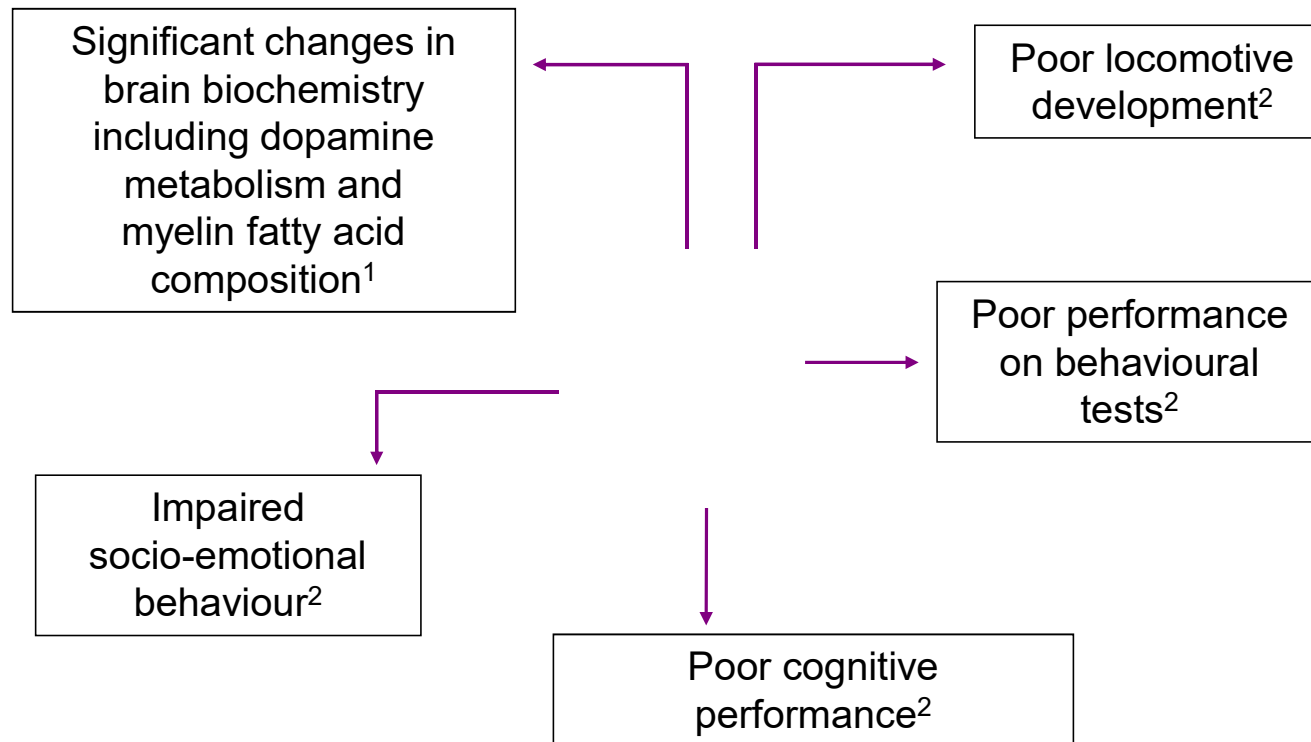 Significant changes in
brain biochemistry
including dopamine
metabolism and
myelin fatty acid
composition¹
Poor locomotive
development²
Poor performance
on behavioural
tests²
Impaired
socio-emotional
behaviour²
Poor cognitive
performance²